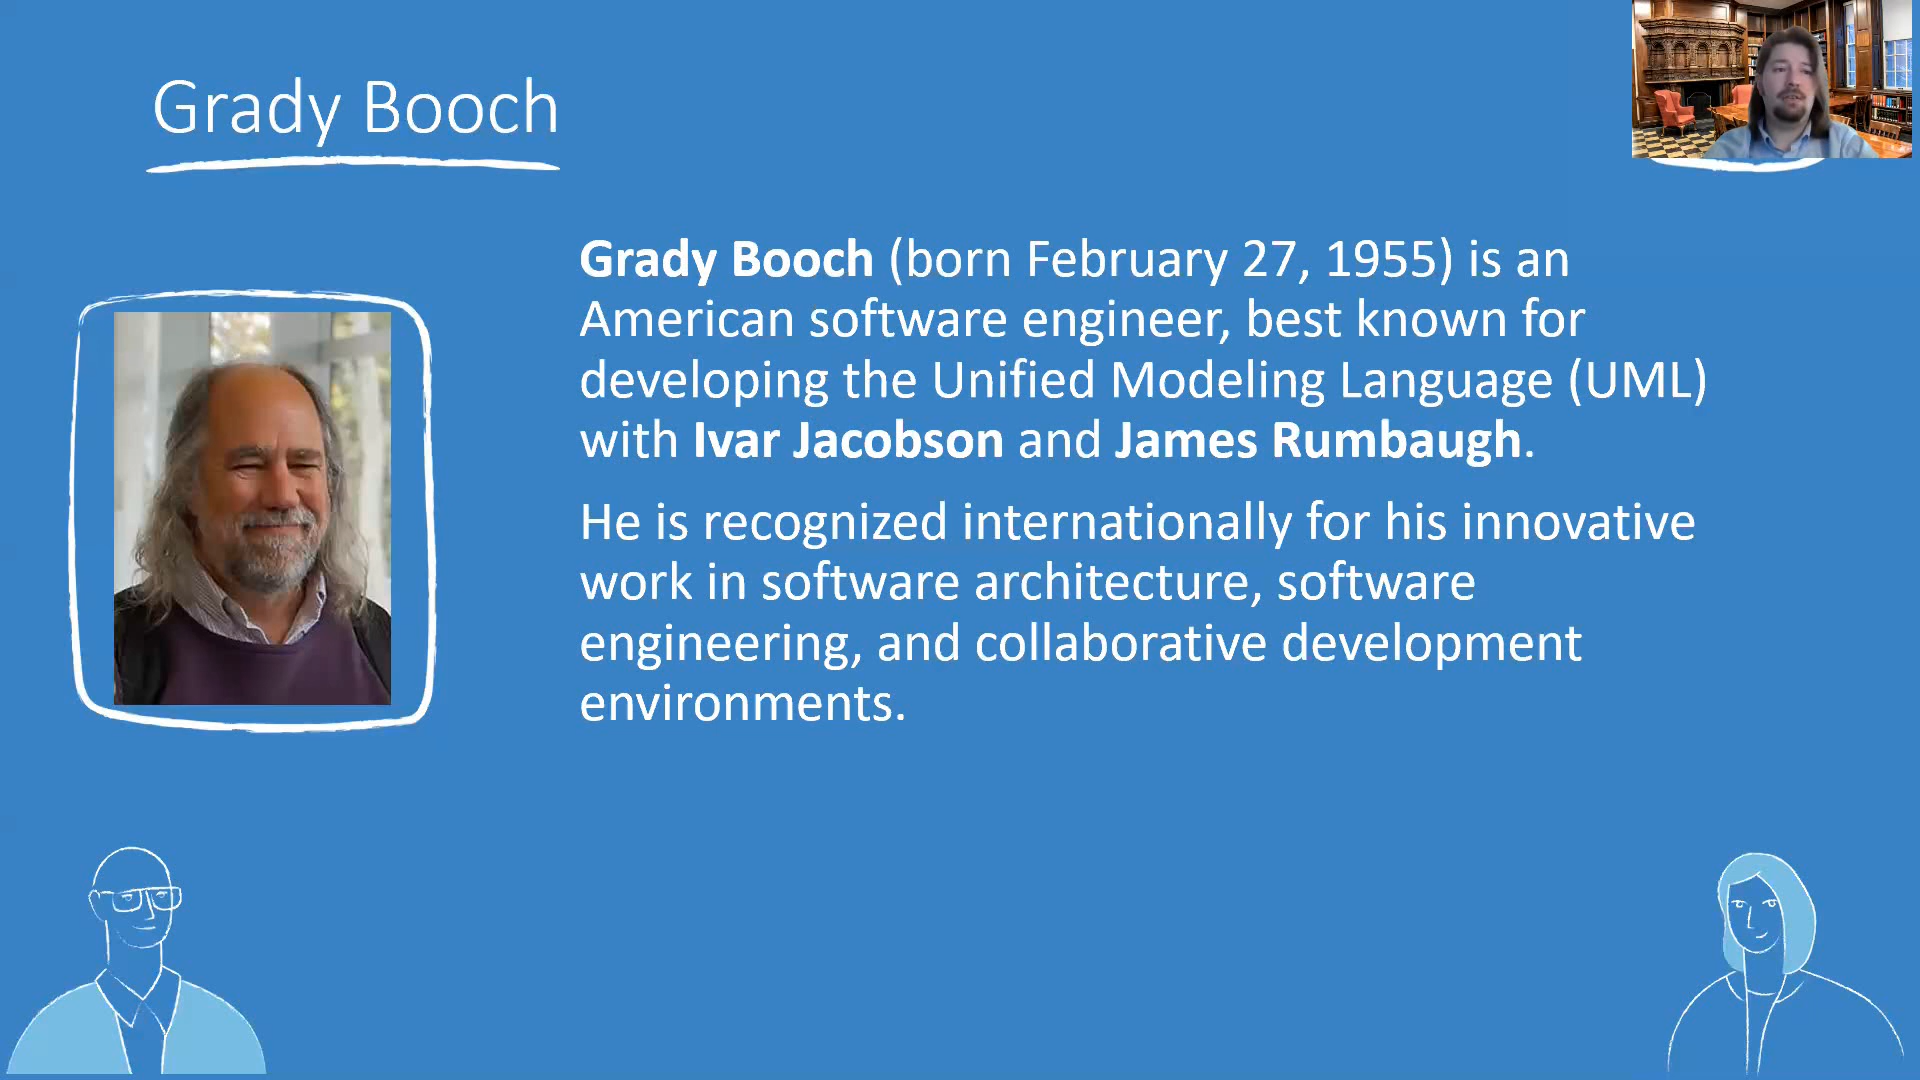 Grady Booch
Grady Booch (born February 27, 1955) is an
American software engineer, best known for
developing the Unified Modeling Language (UML)
with Ivar Jacobson and James Rumbaugh.
He is recognized internationally for his innovative
work in software architecture, software
engineering, and collaborative development
environments.